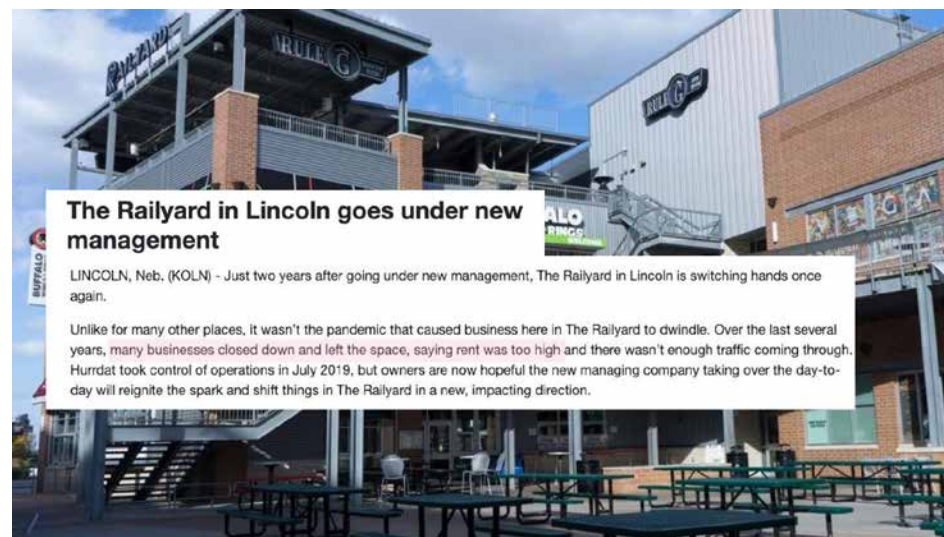 RAILYARD
RULE G
RULE G
BUFFALO
ALO
RINGS
WELCOME
The Railyard in Lincoln goes under new
management
LINCOLN, Neb. (KOLN) - Just two years after going under new management, The Railyard in Lincoln is switching hands once
again.
Unlike for many other places, it wasn't the pandemic that caused business here in The Railyard to dwindle. Over the last several
years, many businesses closed down and left the space, saying rent was too high and there wasn't enough traffic coming through.
Hurrdat took control of operations in July 2019, but owners are now hopeful the new managing company taking over the day-to-
day will reignite the spark and shift things in The Railyard in a new, impacting direction.